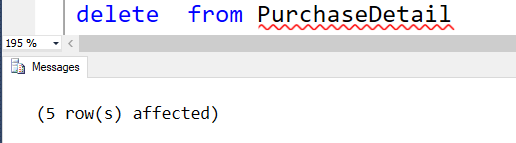 delete  from PurchaseDetail
195 %
Messages
(5 row(s) affected)